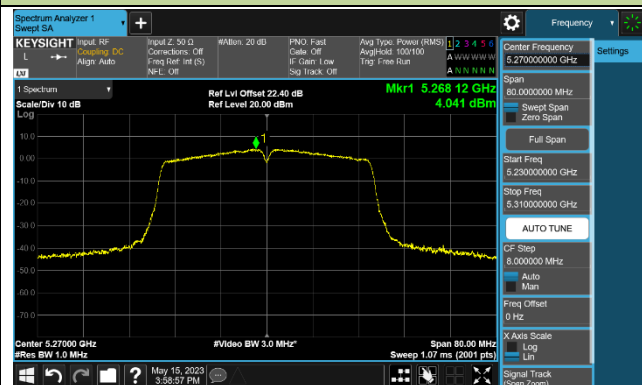 Spectrum Analyzer 1
Swept SA
Frequency
KEYSIGHT
L
LXI
Input: RF
Coupling: DC
Align: Auto
Input Z: 50 Ω
Corrections: Off
Freq Ref: Int (S)
NFE: Off
#Atten: 20 dB
PNO: Fast
Gate: Off
IF Gain: Low
Sig Track: Off
Avg Type: Power (RMS)
Avg|Hold: 100/100
Trig: Free Run
1 2 3 4 5 6
A W W W W W
A N N N N N
1 Spectrum
Scale/Div 10 dB
Log
Ref Lvl Offset 22.40 dB
Ref Level 20.00 dBm
Mkr1 5.268 12 GHz
4.041 dBm
1
10.0
0.00
-10.0
-20.0
-30.0
-40.0
-50.0
-60.0
-70.0
Center 5.27000 GHz
#Res BW 1.0 MHz
#Video BW 3.0 MHz*
Span 80.00 MHz
Sweep 1.07 ms (2001 pts)
May 15, 2023
3:58:57 PM
Center Frequency
5.270000000 GHz
Settings
Span
80.0000000 MHz
Swept Span
Zero Span
Full Span
Start Freq
5.230000000 GHz
Stop Freq
5.310000000 GHz
AUTO TUNE
CF Step
8.000000 MHz
Auto
Man
Freq Offset
0 Hz
X Axis Scale
Log
Lin
Signal Track
(Span Zoom)